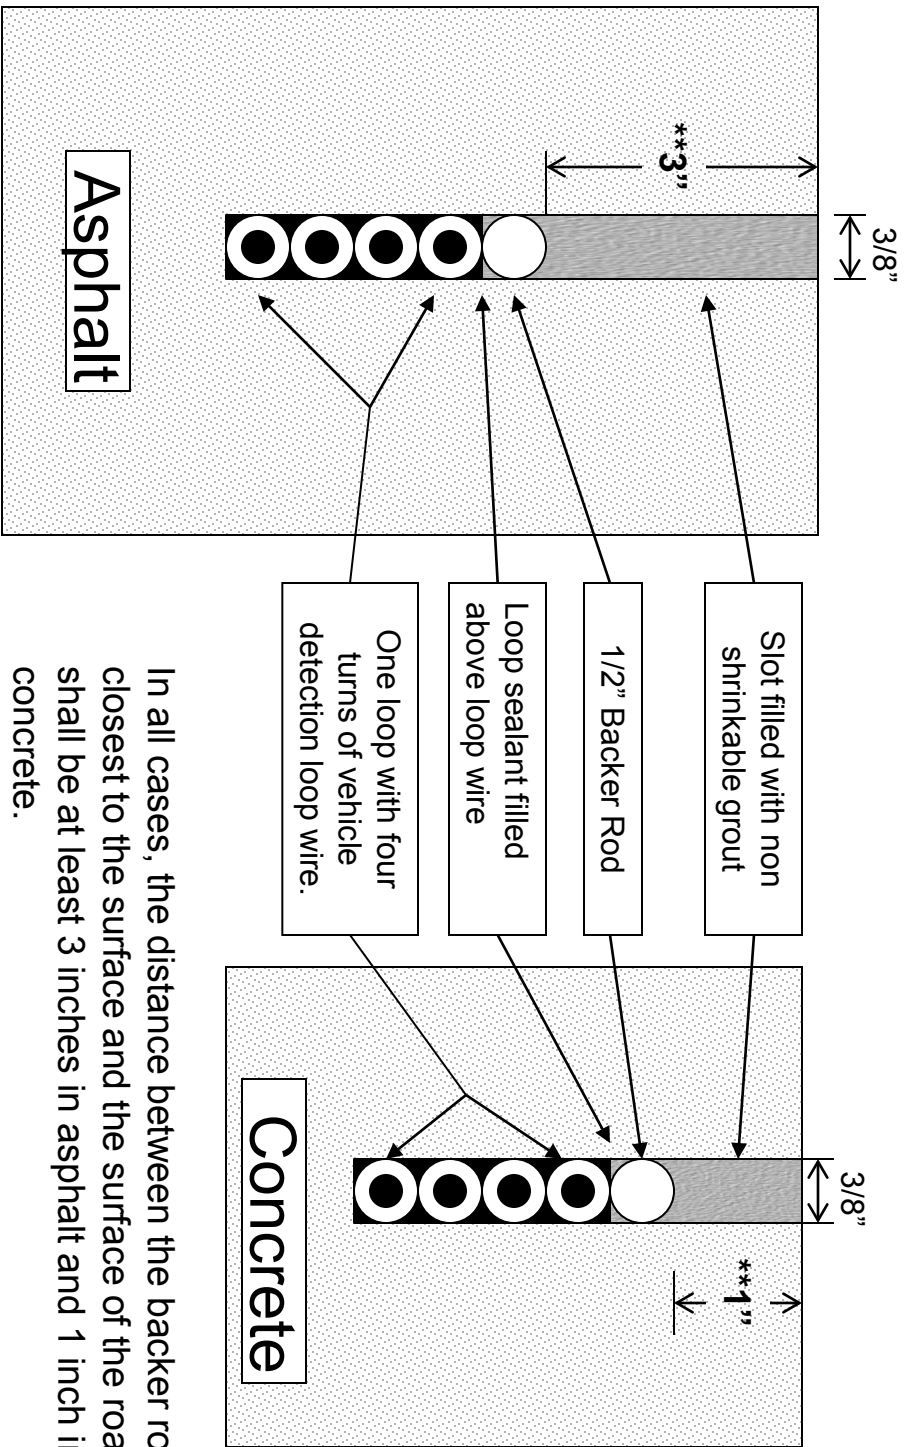 3/8”
**3”
Asphalt
Slot filled with non
shrinkable grout
1/2” Backer Rod
Loop sealant filled
above loop wire
One loop with four
turns of vehicle
detection loop wire.
3/8”
**1”
Concrete
In all cases, the distance between the backer
closest to the surface and the surface of the
shall be at least 3 inches in asphalt and 1 inch
concrete.